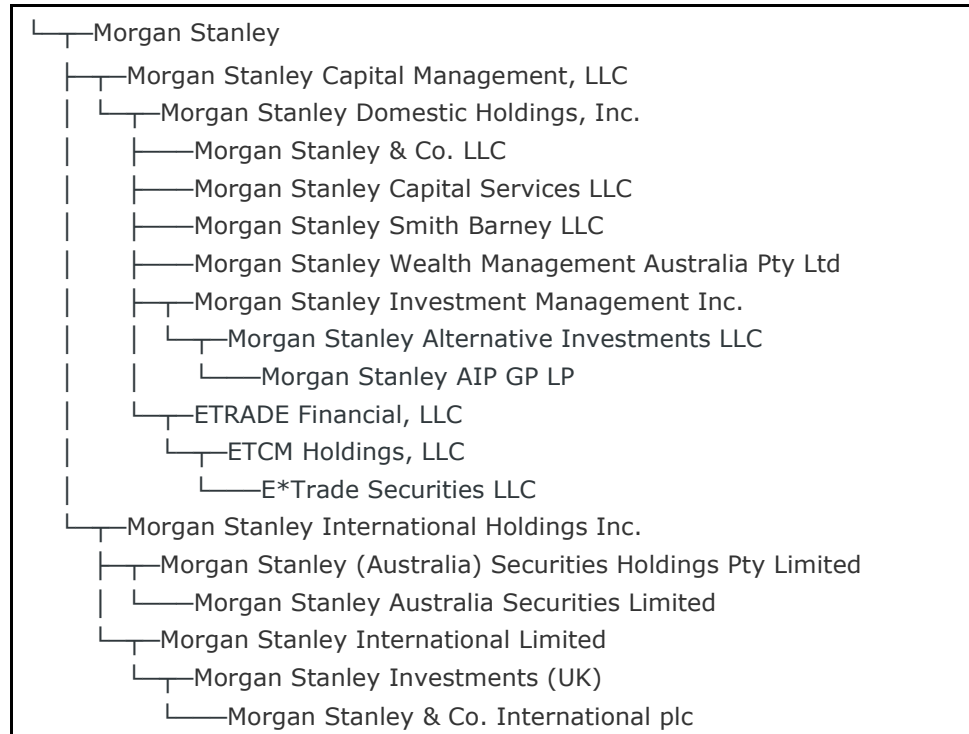 Morgan Stanley
Morgan Stanley Capital Management, LLC
Morgan Stanley Domestic Holdings, Inc.
Morgan Stanley & Co. LLC
Morgan Stanley Capital Services LLC
Morgan Stanley Smith Barney LLC
Morgan Stanley Wealth Management Australia Pty Ltd
Morgan Stanley Investment Management Inc.
Morgan Stanley Alternative Investments LLC
Morgan Stanley AIP GP LP
ETRADE Financial, LLC
ETCM Holdings, LLC
E*Trade Securities LLC
Morgan Stanley International Holdings Inc.
Morgan Stanley (Australia) Securities Holdings Pty Limited
Morgan Stanley Australia Securities Limited
Morgan Stanley International Limited
Morgan Stanley Investments (UK)
Morgan Stanley & Co. International plc